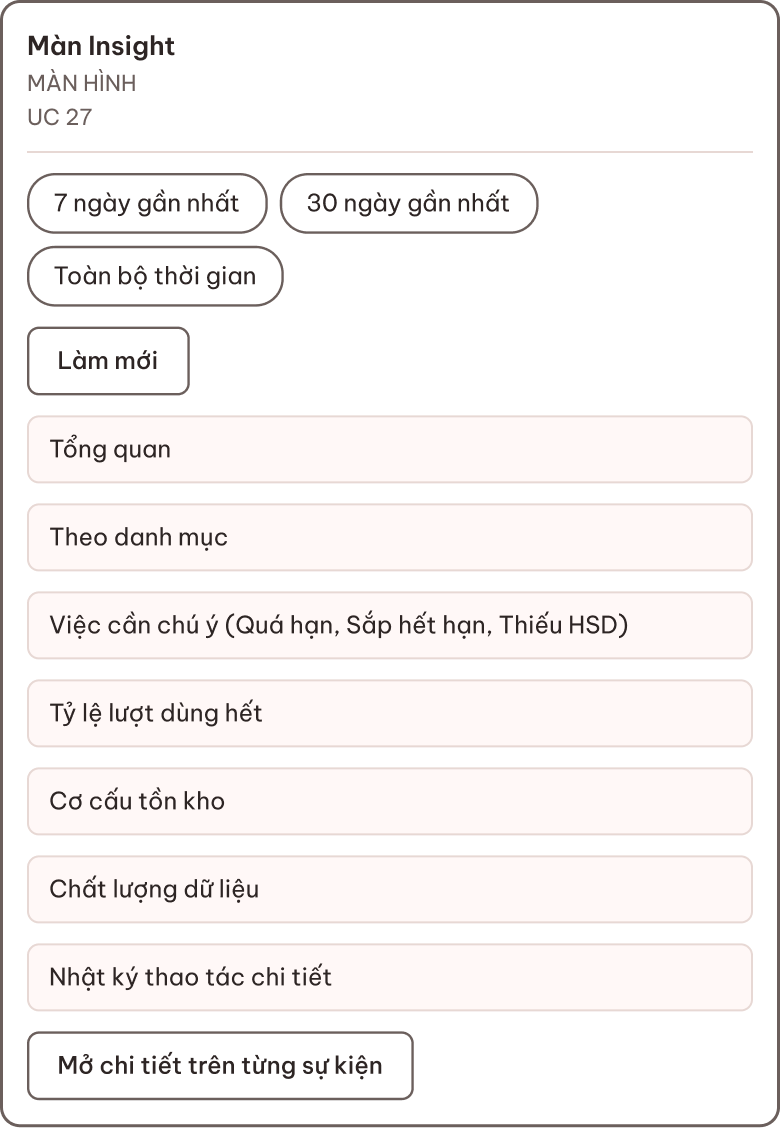 Màn Insight
MÀN HÌNH
UC 27
7 ngày gần nhất
30 ngày gần nhất
Toàn bộ thời gian
Làm mới
Tổng quan
Theo danh mục
Việc cần chú ý (Quá hạn, Sắp hết hạn, Thiếu HSD)
Tỷ lệ lượt dùng hết
Cơ cấu tồn kho
Chất lượng dữ liệu
Nhật ký thao tác chi tiết
Mở chi tiết trên từng sự kiện